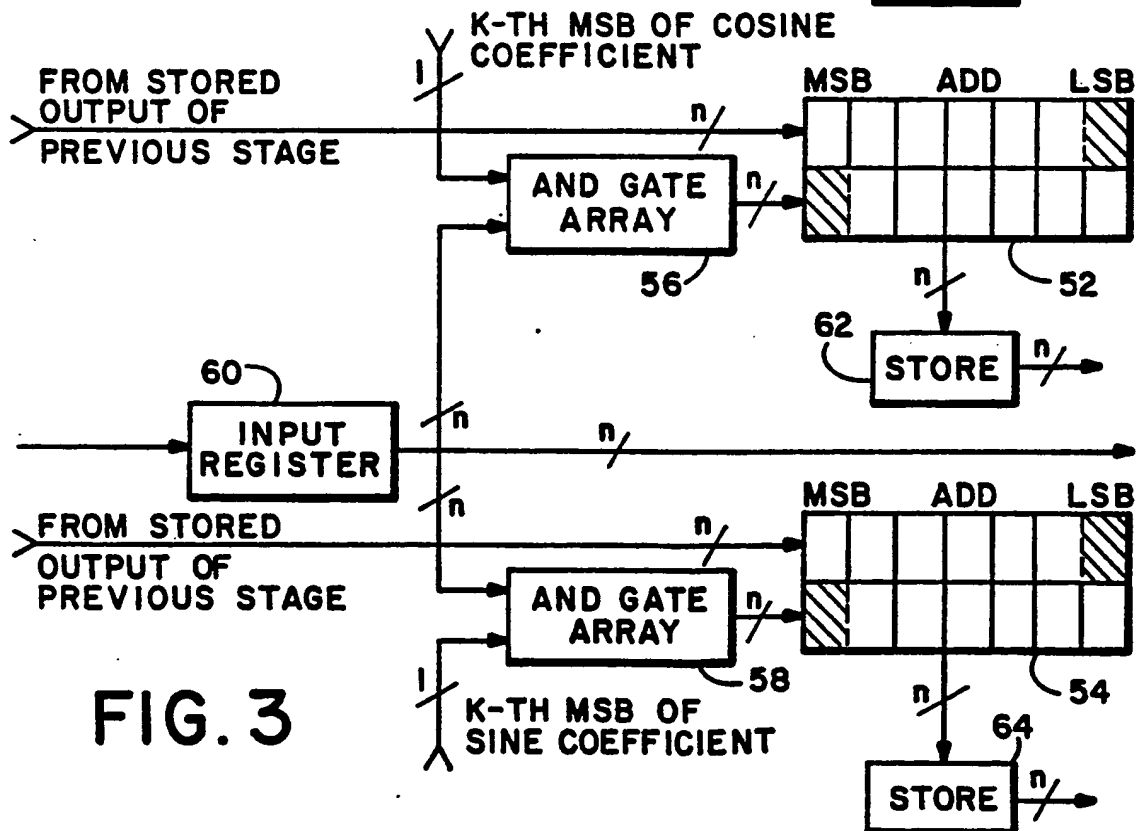 K-TH MSB OF COSINE
COEFFICIENT
1
FROM STORED
OUTPUT OF
PREVIOUS STAGE
n
MSB ADD LSB
AND GATE
ARRAY
n
56
52
n
62
STORE
n
60
INPUT
REGISTER
n
n
n
FROM STORED
OUTPUT OF
PREVIOUS STAGE
n
MSB ADD LSB
AND GATE
ARRAY
n
58
54
1
K-TH MSB OF
SINE COEFFICIENT
n
64
STORE
n
FIG. 3